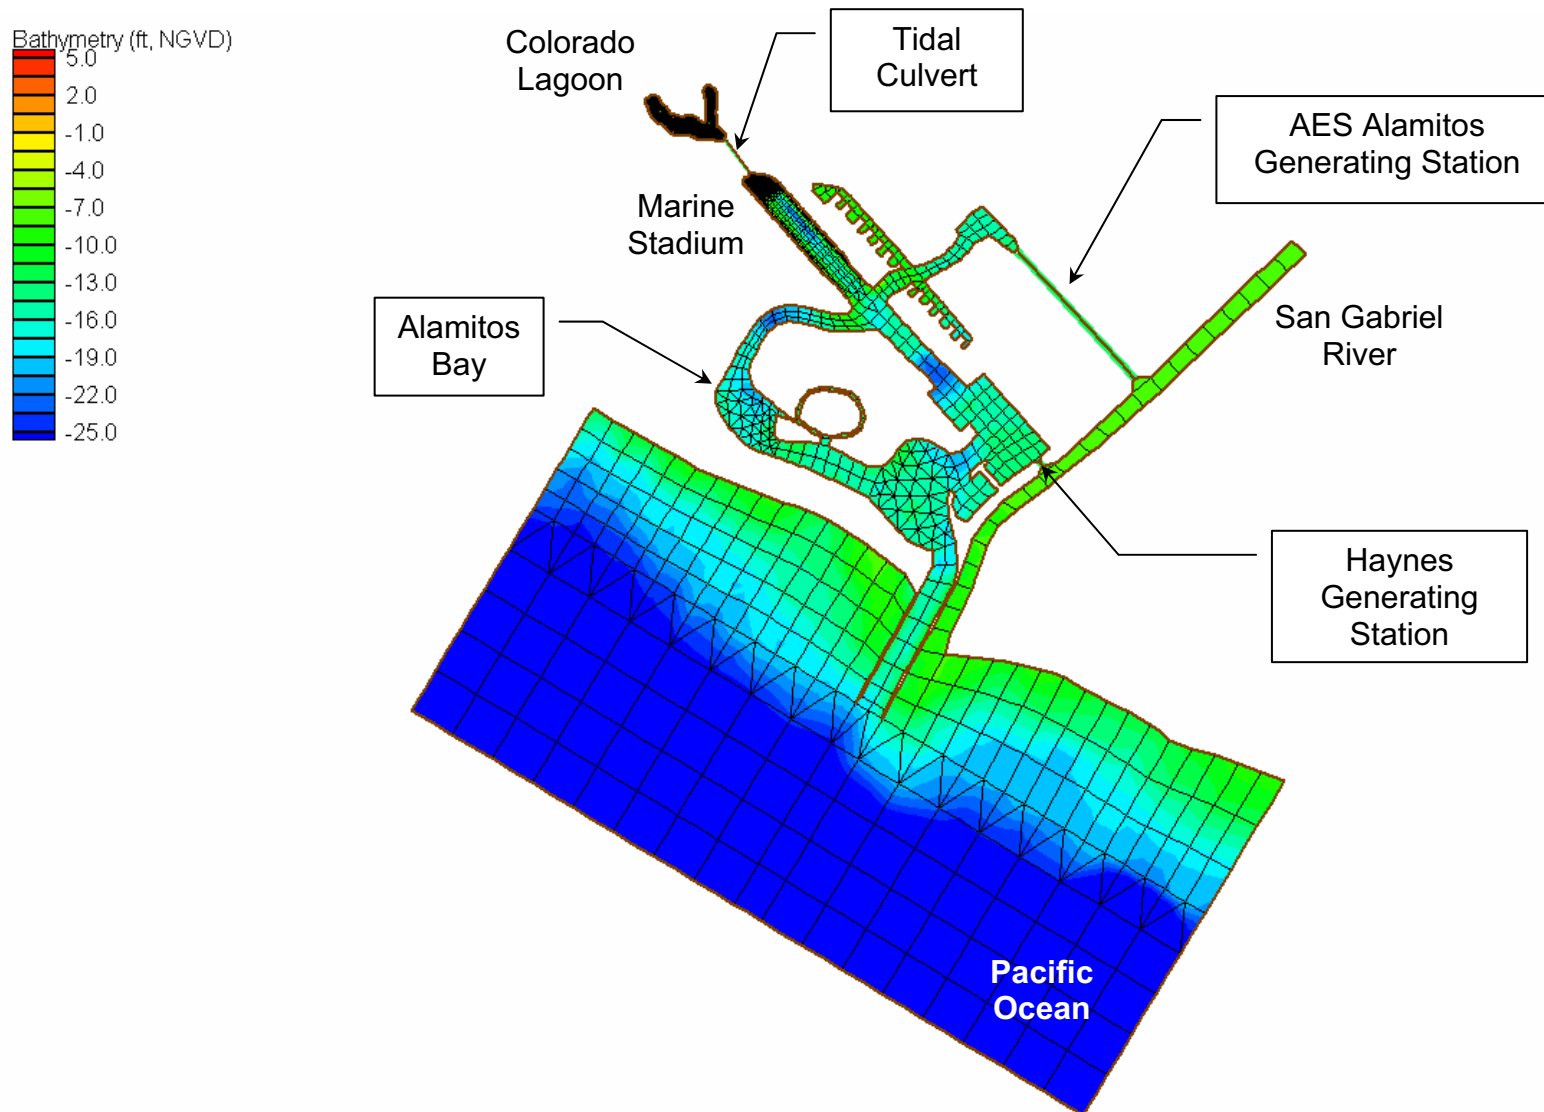 Bathymetry (ft, NGVD)
5.0
2.0
-1.0
-4.0
-7.0
-10.0
-13.0
-16.0
-19.0
-22.0
-25.0
Colorado
Lagoon
Tidal
Culvert
AES Alamitos
Generating Station
Marine
Stadium
San Gabriel
River
Alamitos
Bay
Haynes
Generating
Station
Pacific
Ocean